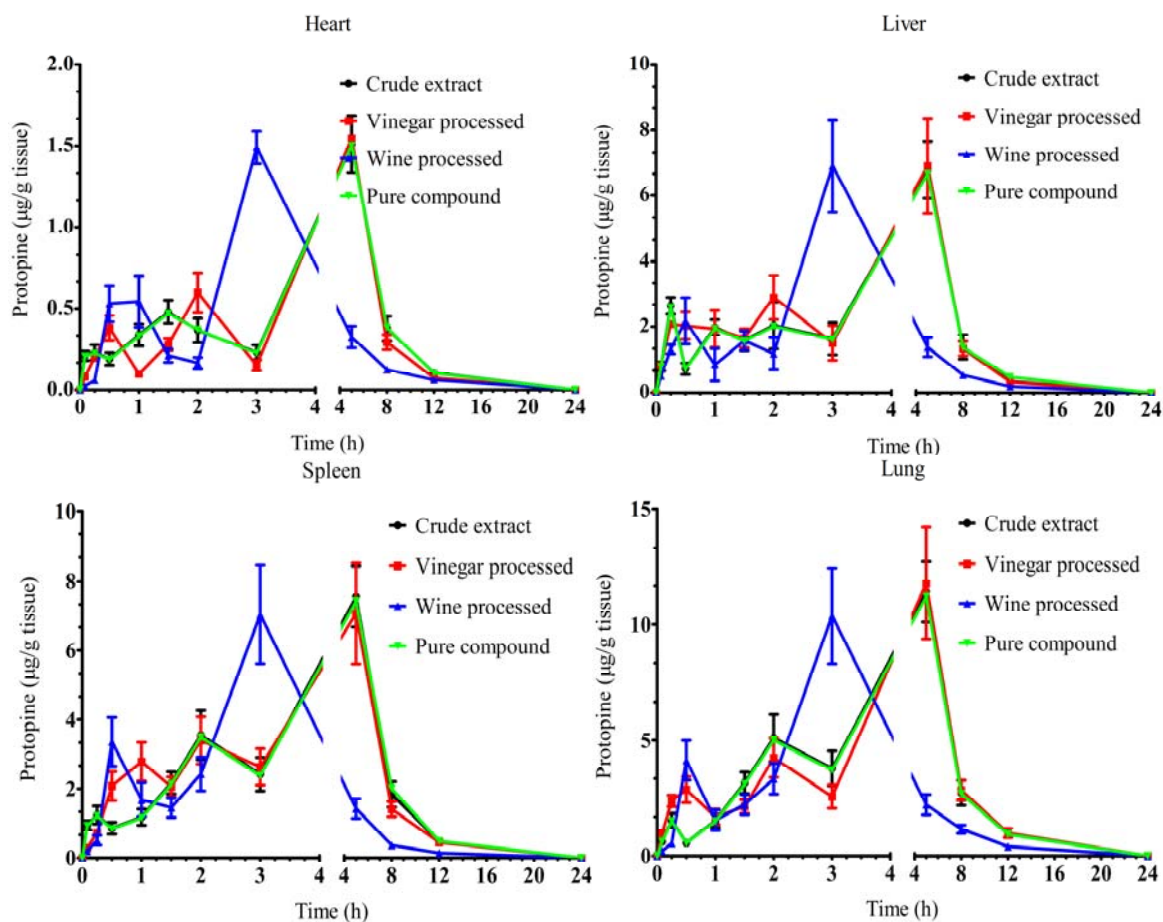 Heart
Protopine (µg/g tissue)
2.0
1.5
1.0
0.5
0.0
Crude extract
Vinegar processed
Wine processed
Pure compound
0 1 2 3 4 4 8 12 16 20 24
Time (h)
Liver
Protopine (µg/g tissue)
10
8
6
4
2
0
Crude extract
Vinegar processed
Wine processed
Pure compound
0 1 2 3 4 4 8 12 16 20 24
Time (h)
Spleen
Protopine (µg/g tissue)
10
8
6
4
2
0
Crude extract
Vinegar processed
Wine processed
Pure compound
0 1 2 3 4 4 8 12 16 20 24
Time (h)
Lung
Protopine (µg/g tissue)
15
10
5
0
Crude extract
Vinegar processed
Wine processed
Pure compound
0 1 2 3 4 4 8 12 16 20 24
Time (h)